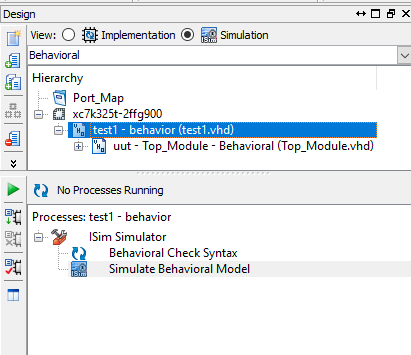 Design
View: Implementation Simulation
Behavioral
Hierarchy
Port_Map
xc7k325t-2ffg900
test1 - behavior (test1.vhd)
uut - Top_Module - Behavioral (Top_Module.vhd)
No Processes Running
Processes: test1 - behavior
ISim Simulator
Behavioral Check Syntax
Simulate Behavioral Model